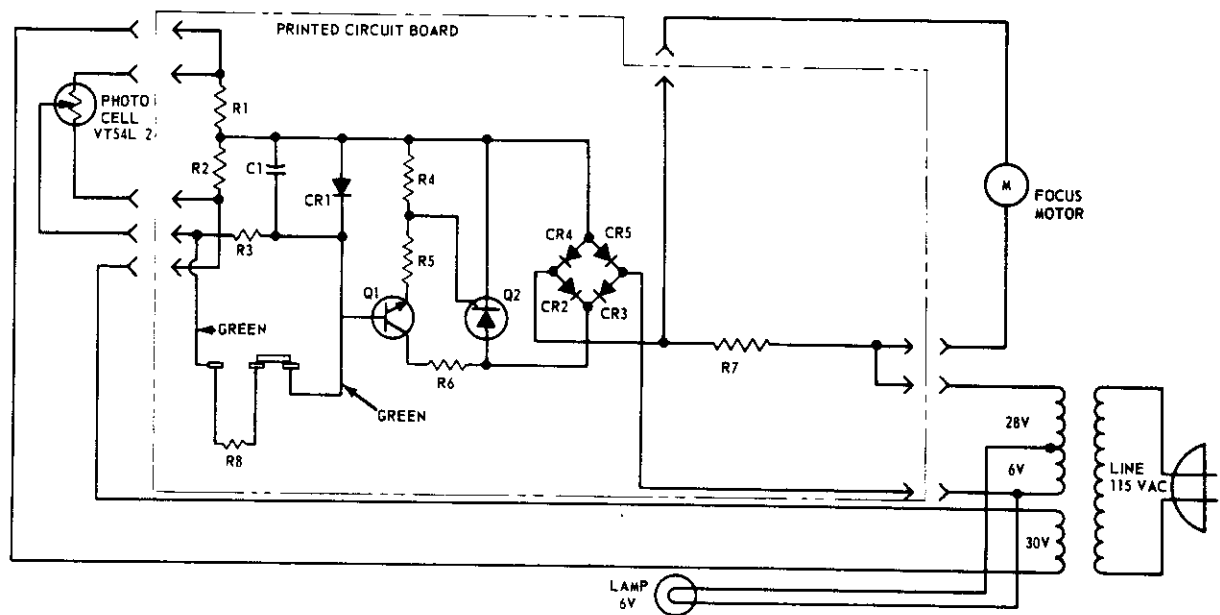 PRINTED CIRCUIT BOARD
PHOTO
CELL
VT54L 2
R1
R2
C1
CR1
R4
R3
R5
Q1
Q2
R6
CR4
CR5
CR2
CR3
R7
M
FOCUS
MOTOR
GREEN
GREEN
R8
28V
6V
30V
LINE
115 VAC
LAMP
6V